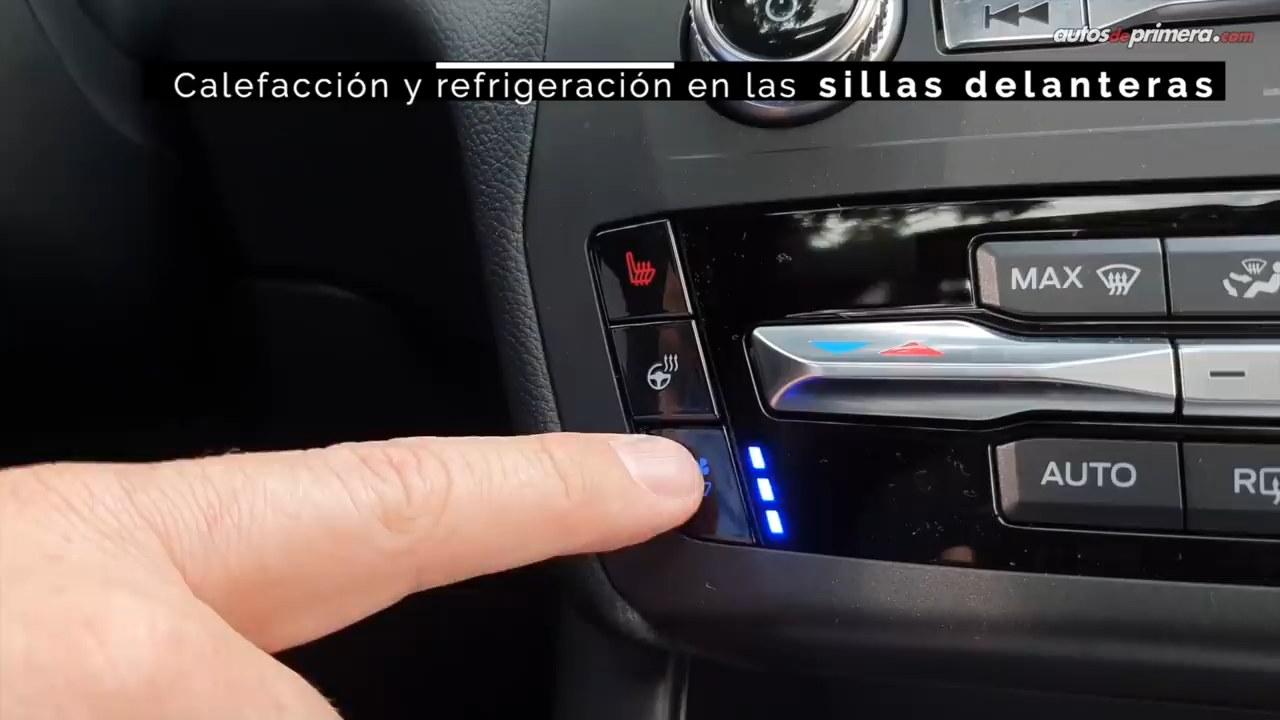 autosdeprimera.com
Calefacción y refrigeración en las sillas delanteras
MAX
AUTO